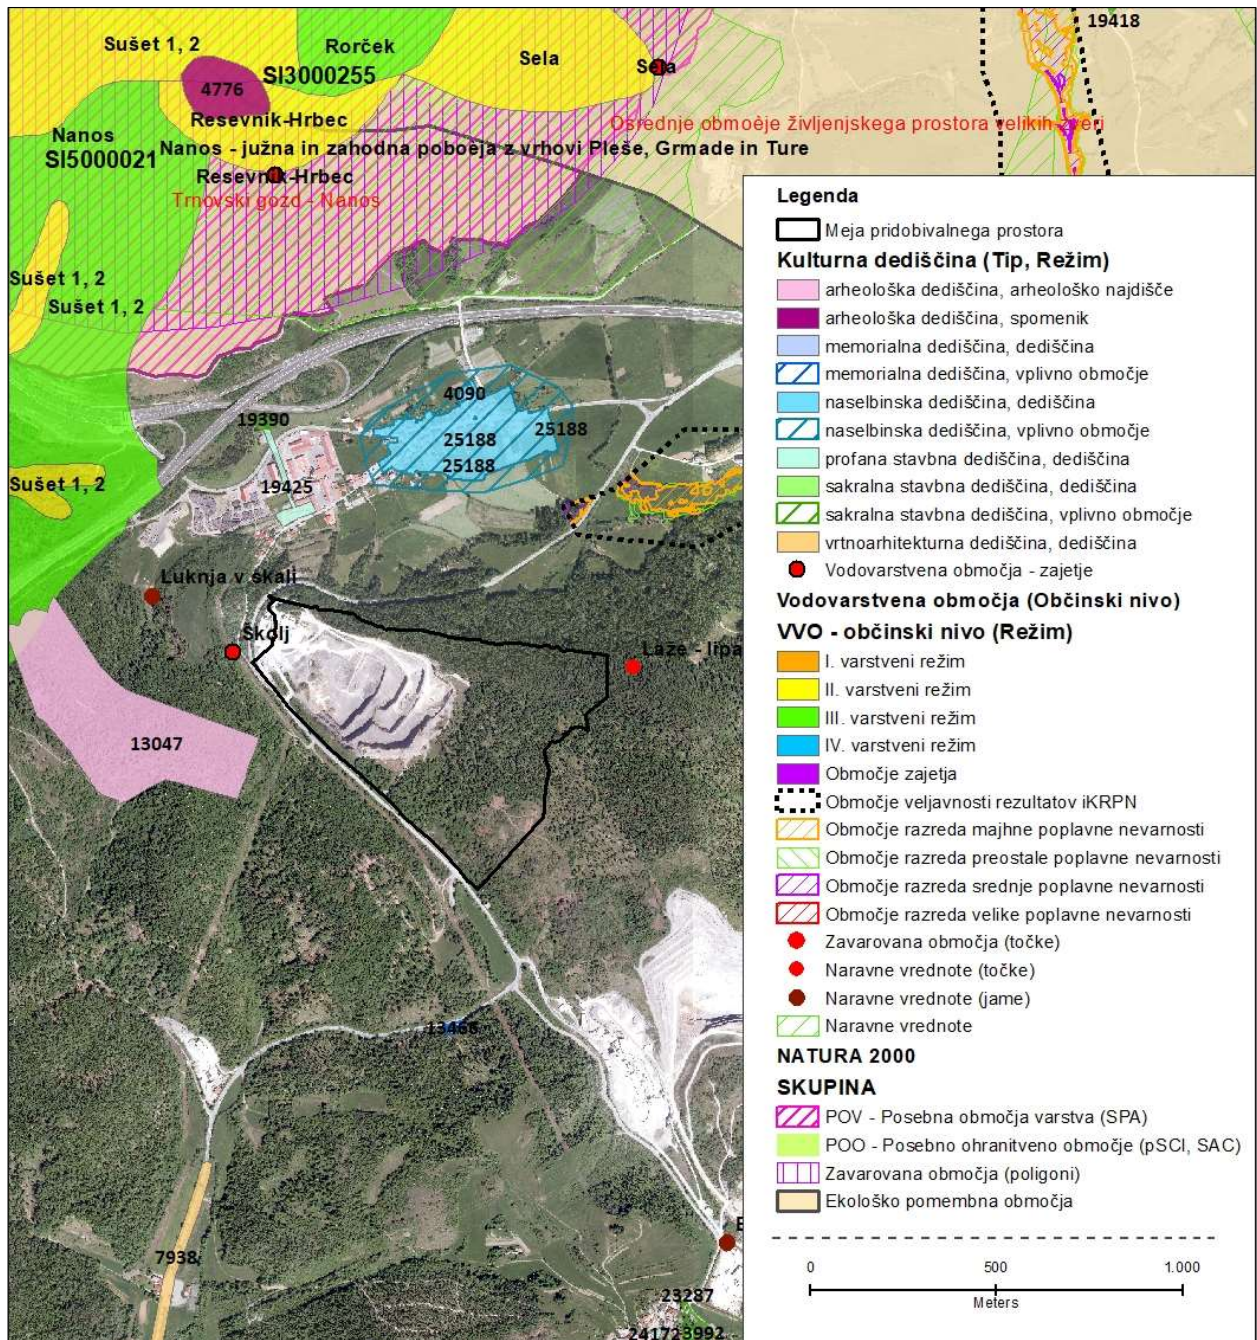 Sušet 1, 2
Rorček
Sela
Sela
19418
SI3000255
4776
Resevnik-Hrbec
Osrednje obmoèje življenjskega prostora velikih zveri
Nanos
SI5000021
Nanos - južna in zahodna poboèja z vrhovi Pleše, Grmade in Ture
Resevnik-Hrbec
Trnovski gozd - Nanos
Sušet 1, 2
Sušet 1, 2
4090
19390
25188
25188
25188
Sušet 1, 2
19425
Luknja v skali
Školj
Laze - lipa
13047
13466
7938
23287
24172
3992
Legenda
Meja pridobivalnega prostora
Kulturna dediščina (Tip, Režim)
arheološka dediščina, arheološko najdišče
arheološka dediščina, spomenik
memorialna dediščina, dediščina
memorialna dediščina, vplivno območje
naselbinska dediščina, dediščina
naselbinska dediščina, vplivno območje
profana stavbna dediščina, dediščina
sakralna stavbna dediščina, dediščina
sakralna stavbna dediščina, vplivno območje
vrtnoarhitekturna dediščina, dediščina
Vodovarstvena območja - zajetje
Vodovarstvena območja (Občinski nivo)
VVO - občinski nivo (Režim)
I. varstveni režim
II. varstveni režim
III. varstveni režim
IV. varstveni režim
Območje zajetja
Območje veljavnosti rezultatov iKRPN
Območje razreda majhne poplavne nevarnosti
Območje razreda preostale poplavne nevarnosti
Območje razreda srednje poplavne nevarnosti
Območje razreda velike poplavne nevarnosti
Zavarovana območja (točke)
Naravne vrednote (točke)
Naravne vrednote (jame)
Naravne vrednote
NATURA 2000
SKUPINA
POV - Posebna območja varstva (SPA)
POO - Posebno ohranitveno območje (pSCI, SAC)
Zavarovana območja (poligoni)
Ekološko pomembna območja
0 500 1.000
Meters